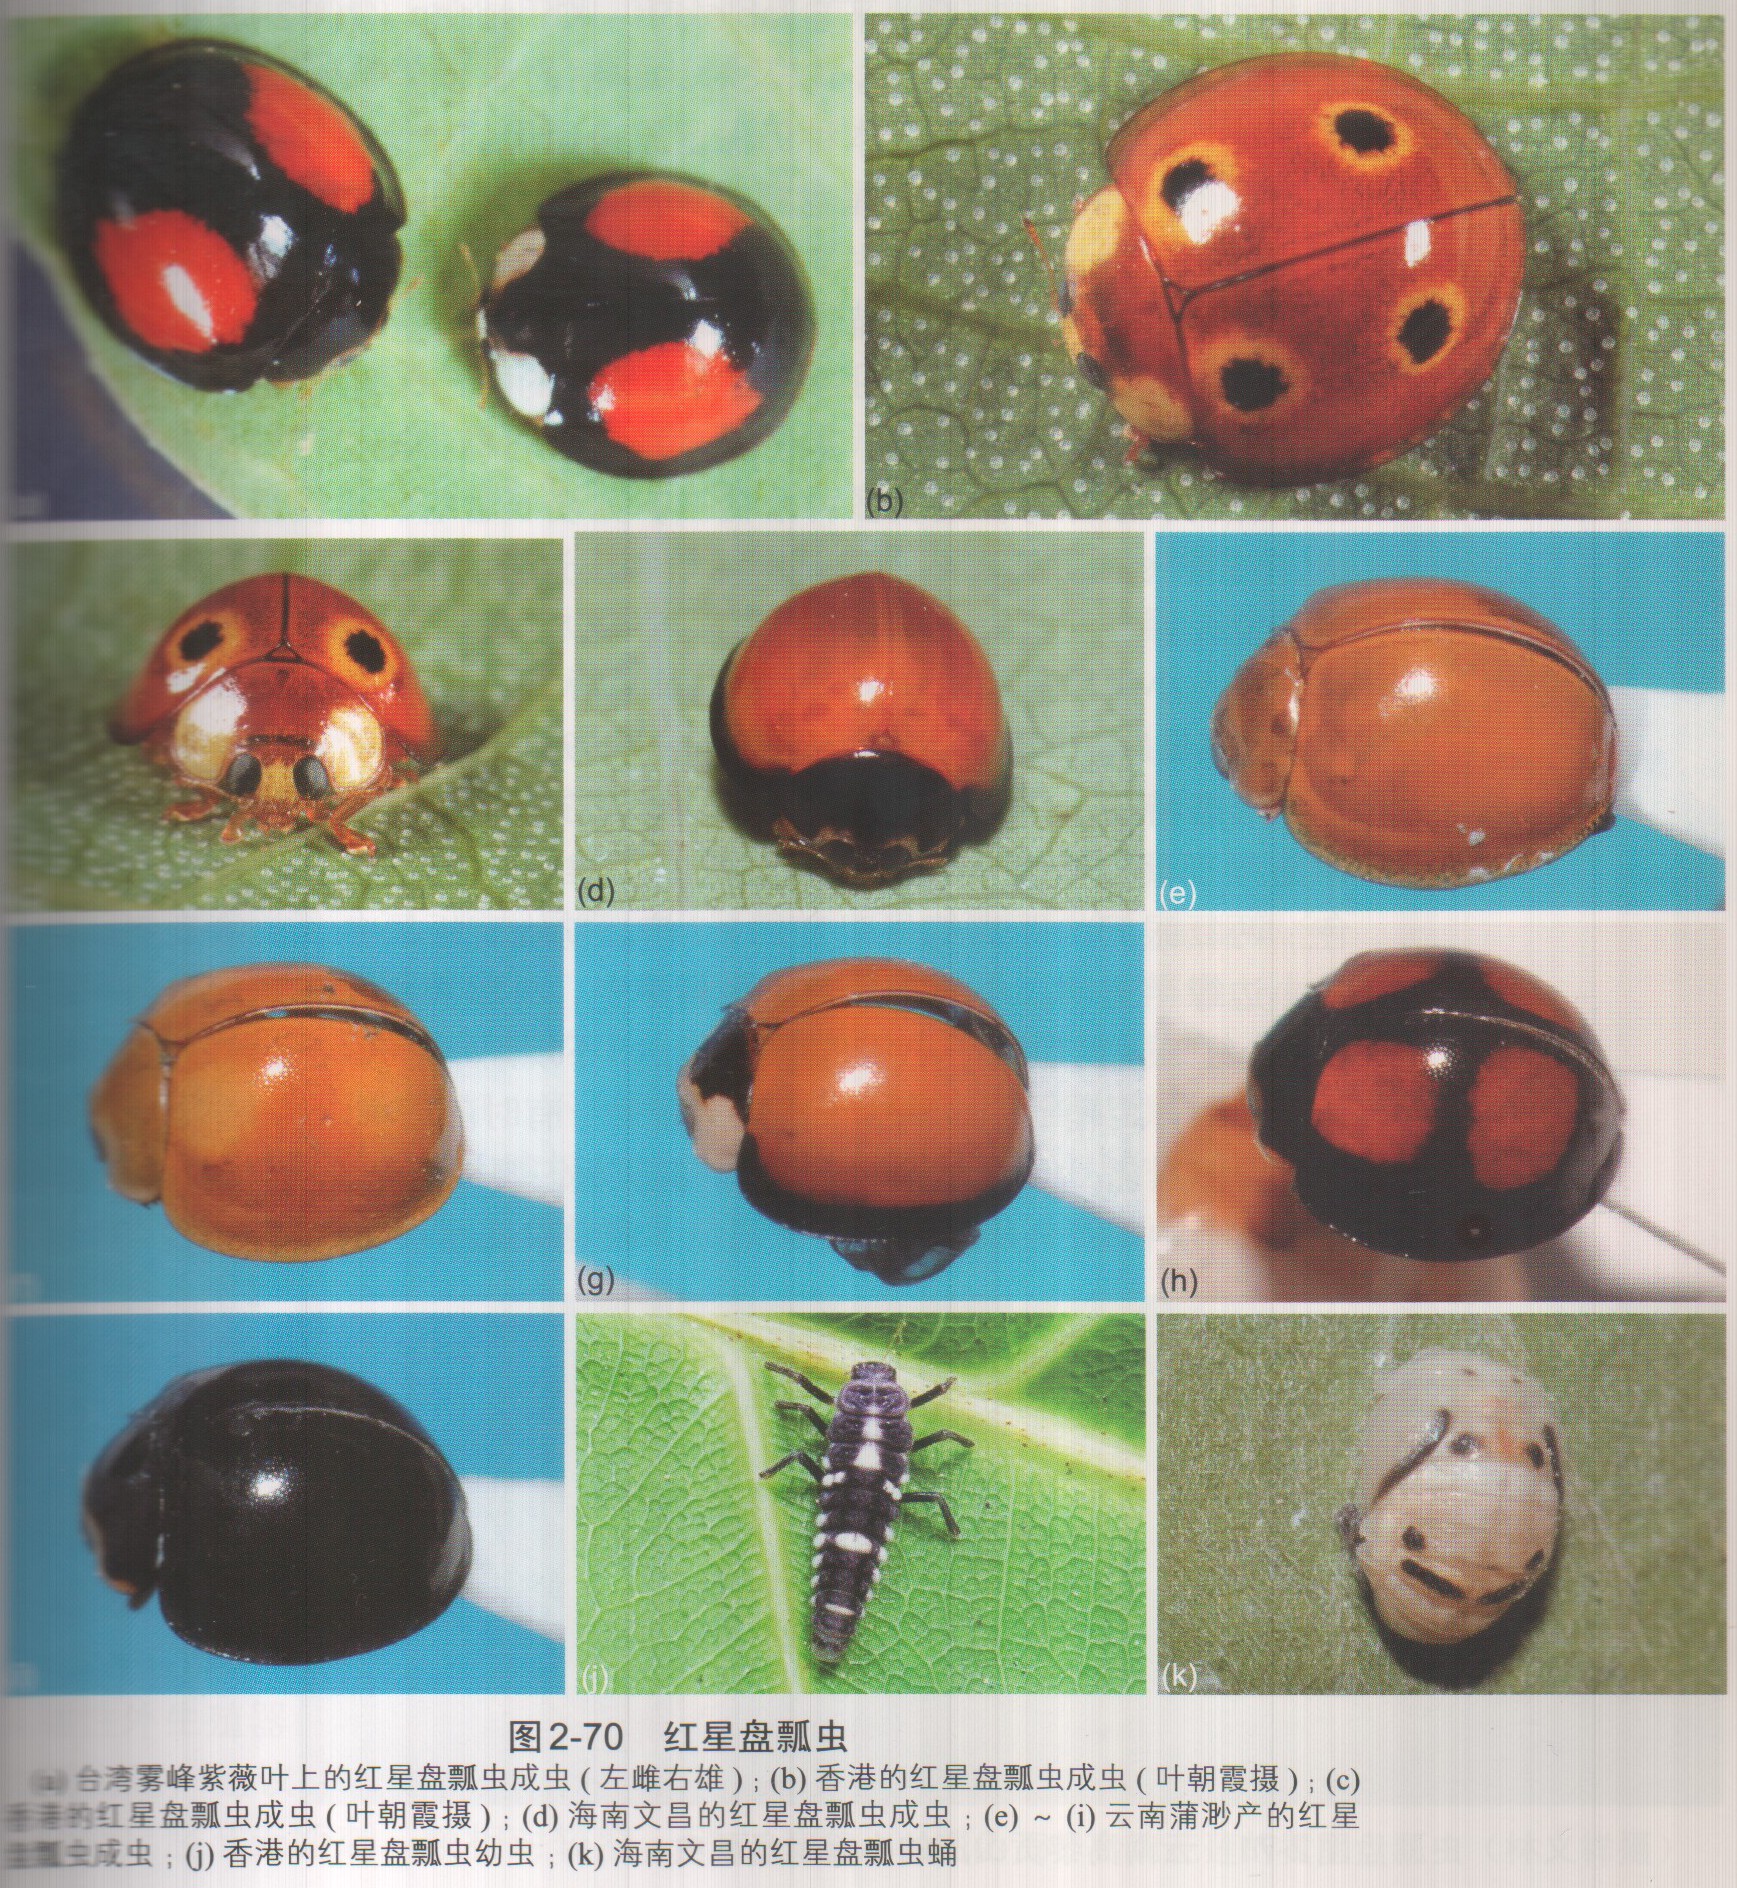 (b)
(d)
(e)
(g)
(h)
(j)
(k)
图2-70 红星盘瓢虫
(a) 台湾雾峰紫薇叶上的红星盘瓢虫成虫 ( 左雌右雄 ) ; (b) 香港的红星盘瓢虫成虫 ( 叶朝霞摄 ) ; (c)
香港的红星盘瓢虫成虫 ( 叶朝霞摄 ) ; (d) 海南文昌的红星盘瓢虫成虫 ; (e) ~ (i) 云南蒲渺产的红星
盘瓢虫成虫 ; (j) 香港的红星盘瓢虫幼虫 ; (k) 海南文昌的红星盘瓢虫蛹